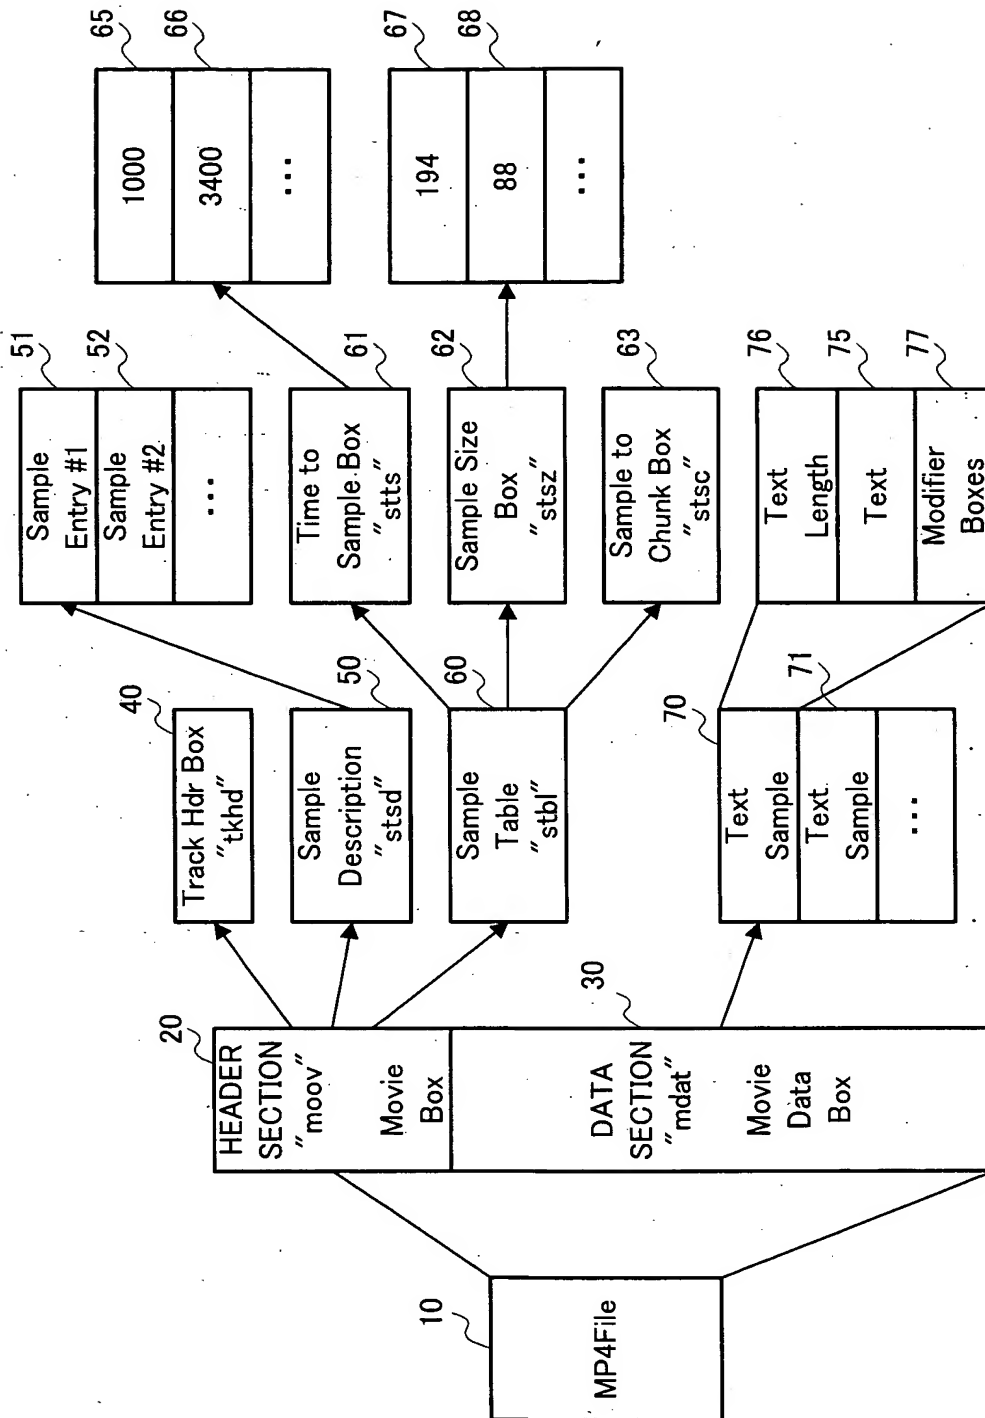 10
MP4File
20
HEADER
SECTION
"moov"
Movie
Box
30
DATA
SECTION
"mdat"
Movie
Data
Box
40
Track Hdr Box
"tkhd"
50
Sample
Description
"stsd"
60
Sample
Table
"stbl"
70
Text
Sample
71
Text
Sample
...
51
Sample
Entry #1
52
Sample
Entry #2
...
61
Time to
Sample Box
"stts"
62
Sample Size
Box
"stsz"
63
Sample to
Chunk Box
"stsc"
76
Text
Length
75
Text
77
Modifier
Boxes
65
1000
66
3400
...
67
194
68
88
...